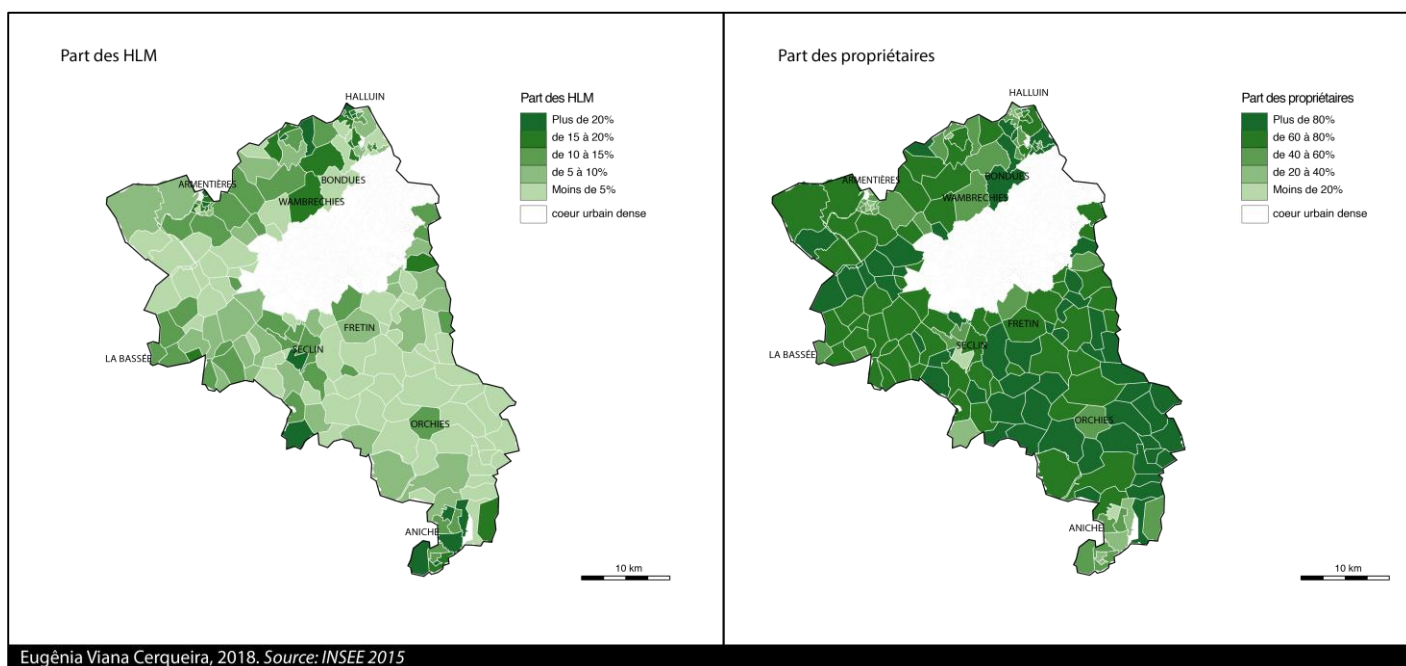 Part des HLM
HALLUIN
ARMENTIÈRES
BONDUES
WAMBRECHIES
FRETIN
LA BASSÉE
SECLIN
ORCHIES
ANICHE
Part des HLM
Plus de 20%
de 15 à 20%
de 10 à 15%
de 5 à 10%
Moins de 5%
coeur urbain dense
10 km
Part des propriétaires
HALLUIN
ARMENTIÈRES
BONDUES
WAMBRECHIES
FRETIN
LA BASSÉE
SECLIN
ORCHIES
ANICHE
Part des propriétaires
Plus de 80%
de 60 à 80%
de 40 à 60%
de 20 à 40%
Moins de 20%
coeur urbain dense
10 km
Eugênia Viana Cerqueira, 2018. Source: INSEE 2015